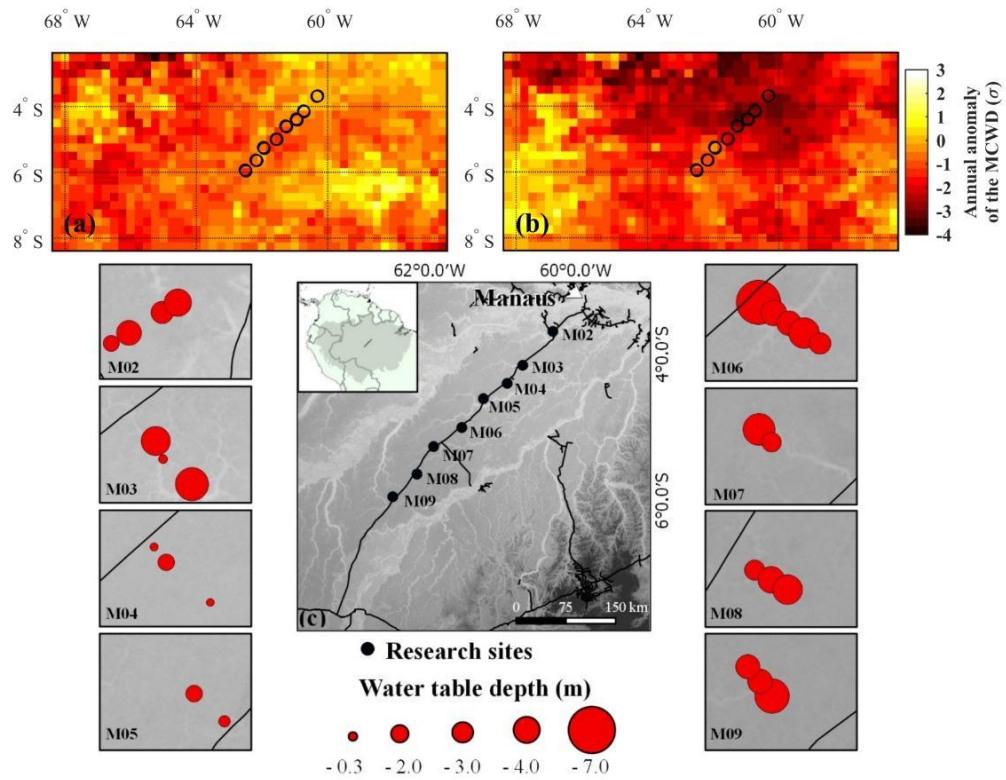 68° W 64° W 60° W
68° W 64° W 60° W
4° S
6° S
8° S
(a)
4° S
6° S
8° S
(b)
3
2
1
0
-1
-2
-3
-4
Annual anomaly
of the MCWD (σ)
62°0.0'W 60°0.0'W
4°0.0'S
6°0.0'S
Manaus
M02
M03
M04
M05
M06
M07
M08
M09
0 75 150 km
(c)
M02
M03
M04
M05
M06
M07
M08
M09
Research sites
Water table depth (m)
- 0.3 - 2.0 - 3.0 - 4.0 - 7.0